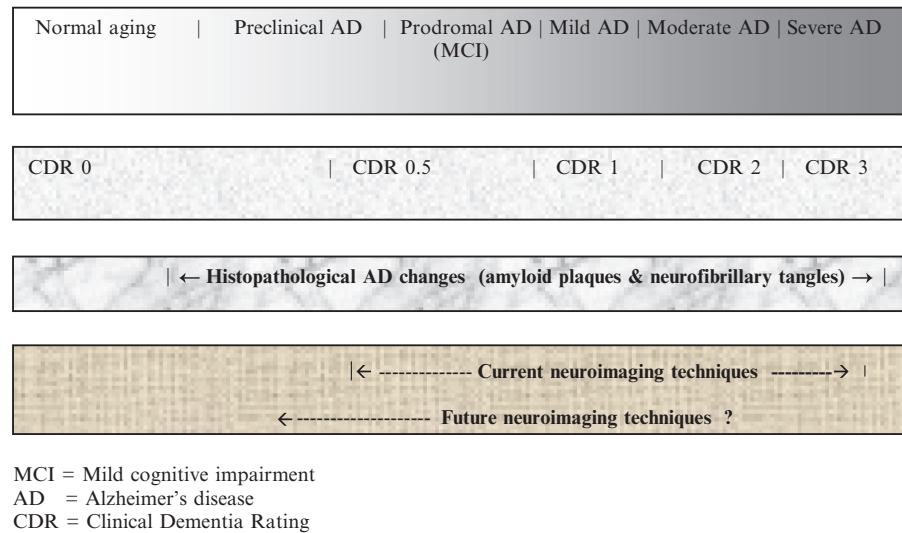 Normal aging | Preclinical AD | Prodromal AD | Mild AD | Moderate AD | Severe AD
(MCI)
CDR 0 | CDR 0.5 | CDR 1 | CDR 2 | CDR 3
| ← Histopathological AD changes (amyloid plaques & neurofibrillary tangles) → |
|← -------------- Current neuroimaging techniques ---------→ |
← -------------------- Future neuroimaging techniques ?
MCI = Mild cognitive impairment
AD = Alzheimer's disease
CDR = Clinical Dementia Rating